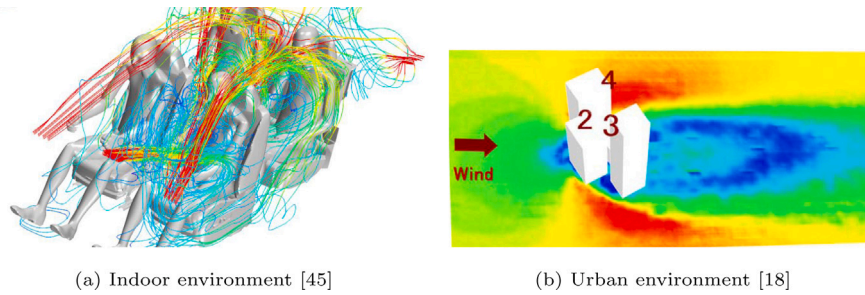 4
2 3
Wind
(a) Indoor environment [45]
(b) Urban environment [18]